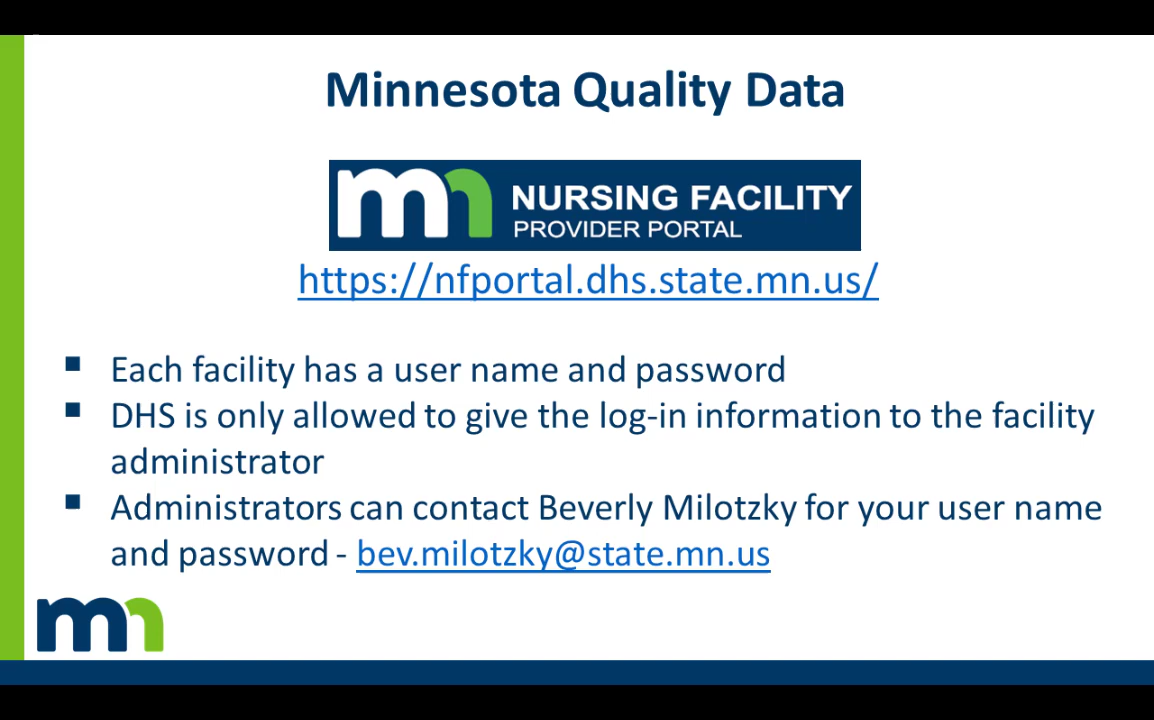 Minnesota Quality Data
mn NURSING FACILITY
PROVIDER PORTAL
https://nfportal.dhs.state.mn.us/
▪ Each facility has a user name and password
▪ DHS is only allowed to give the log-in information to the facility
administrator
▪ Administrators can contact Beverly Milotzky for your user name
and password - bev.milotzky@state.mn.us
mn